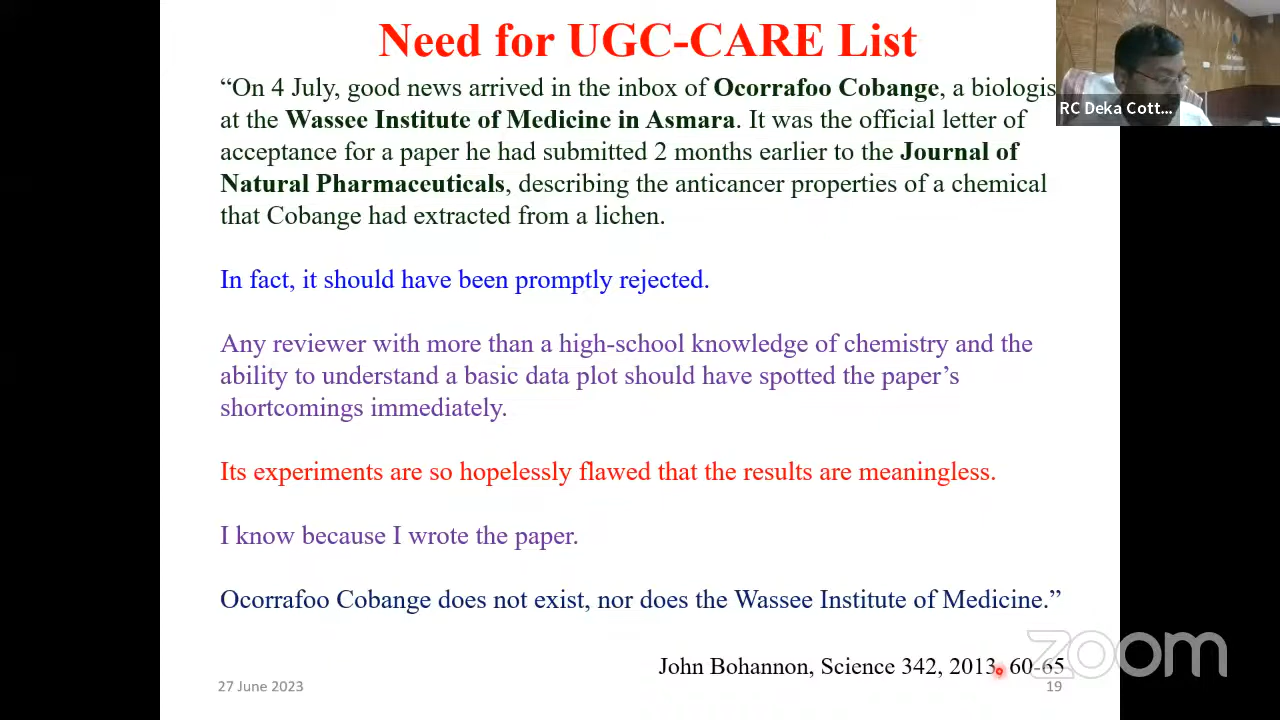 Need for UGC-CARE List
“On 4 July, good news arrived in the inbox of Ocorrafoo Cobange, a biologis
at the Wassee Institute of Medicine in Asmara. It was the official letter of
acceptance for a paper he had submitted 2 months earlier to the Journal of
Natural Pharmaceuticals, describing the anticancer properties of a chemical
that Cobange had extracted from a lichen.
In fact, it should have been promptly rejected.
Any reviewer with more than a high-school knowledge of chemistry and the
ability to understand a basic data plot should have spotted the paper’s
shortcomings immediately.
Its experiments are so hopelessly flawed that the results are meaningless.
I know because I wrote the paper.
Ocorrafoo Cobange does not exist, nor does the Wassee Institute of Medicine.”
John Bohannon, Science 342, 2013, 60-65
27 June 2023
19
RC Deka Cott...
zoom